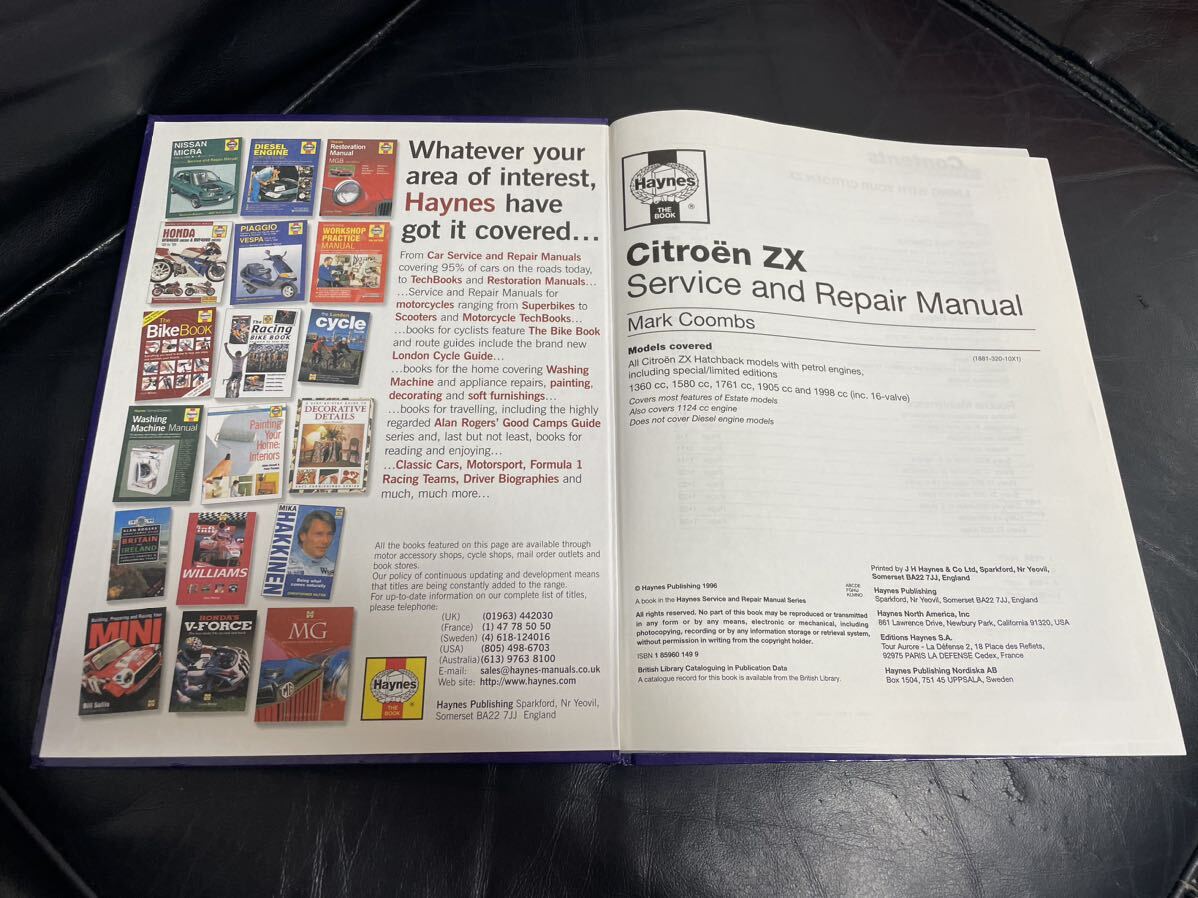 Whatever your
area of interest,
Haynes have
got it covered...
From Car Service and Repair Manuals
covering 95% of cars on the roads today,
to TechBooks and Restoration Manuals...
...Service and Repair Manuals for
motorcycles ranging from Superbikes to
Scooters and Motorcycle TechBooks...
...books for cyclists feature The Bike Book
and route guides include the brand new
London Cycle Guide...
...books for the home covering Washing
Machine and appliance repairs, painting,
decorating and soft furnishings...
...books for travelling, including the highly
regarded Alan Rogers' Good Camps Guide
series and, last but not least, books for
reading and enjoying...
...Classic Cars, Motorsport, Formula 1
Racing Teams, Driver Biographies and
much, much more...
All the books featured on this page are available through
motor accessory shops, cycle shops, mail order outlets and
book stores.
Our policy of continuous updating and development means
that titles are being constantly added to the range.
For up-to-date information on our complete list of titles,
please telephone:
(UK) (01963) 442030
(France) (1) 47 78 50 50
(Sweden) (4) 618-124016
(USA) (805) 498-6703
(Australia) (613) 9763 8100
E-mail: sales@haynes-manuals.co.uk
Web site: http://www.haynes.com
Haynes Publishing Sparkford, Nr Yeovil,
Somerset BA22 7JJ England
Haynes
THE
BOOK
NISSAN
MICRA
Service and Repair Manual
DIESEL
ENGINE
Restoration
Manual
MGB
HONDA
PIAGGIO
VESPA
WORKSHOP
PRACTICE
MANUAL
The
BikeBOOK
The
Racing
BIKE BOOK
the London
cycle
Washing
Machine Manual
Painting
Your
Home:
Interiors
DECORATIVE
DETAILS
ALAN ROGERS'
BRITAIN
IRELAND
WILLIAMS
MIKA
HAKKINEN
Being what
comes naturally
Building, Preparing and Racing your
MINI
Bill Sollis
HONDA'S
V-FORCE
MG
Haynes
THE
BOOK
Citroën ZX
Service and Repair Manual
Mark Coombs
Models covered
(1881-320-10X1)
All Citroën ZX Hatchback models with petrol engines,
including special/limited editions
1360 cc, 1580 cc, 1761 cc, 1905 cc and 1998 cc (inc. 16-valve)
Covers most features of Estate models
Also covers 1124 cc engine
Does not cover Diesel engine models
© Haynes Publishing 1996
ABCDE
FGHIJ
KLMNO
A book in the Haynes Service and Repair Manual Series
All rights reserved. No part of this book may be reproduced or transmitted
in any form or by any means, electronic or mechanical, including
photocopying, recording or by any information storage or retrieval system,
without permission in writing from the copyright holder.
ISBN 1 85960 149 9
British Library Cataloguing in Publication Data
A catalogue record for this book is available from the British Library.
Printed by J H Haynes & Co Ltd, Sparkford, Nr Yeovil,
Somerset BA22 7JJ, England
Haynes Publishing
Sparkford, Nr Yeovil, Somerset BA22 7JJ, England
Haynes North America, Inc
861 Lawrence Drive, Newbury Park, California 91320, USA
Editions Haynes S.A.
Tour Aurore - La Défense 2, 18 Place des Reflets,
92975 PARIS LA DEFENSE Cedex, France
Haynes Publishing Nordiska AB
Box 1504, 751 45 UPPSALA, Sweden